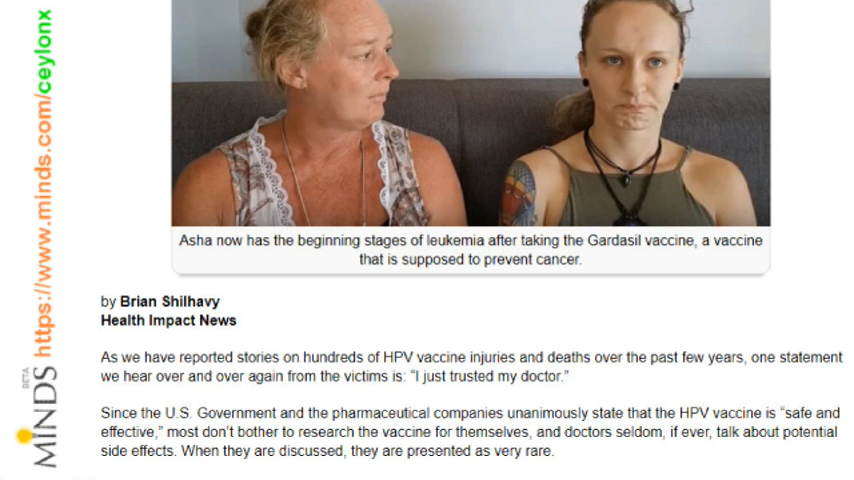 https://www.minds.com/ceylonx
BETA
MINDS
Asha now has the beginning stages of leukemia after taking the Gardasil vaccine, a vaccine
that is supposed to prevent cancer.
by Brian Shilhavy
Health Impact News
As we have reported stories on hundreds of HPV vaccine injuries and deaths over the past few years, one statement
we hear over and over again from the victims is: “I just trusted my doctor.”
Since the U.S. Government and the pharmaceutical companies unanimously state that the HPV vaccine is “safe and
effective,” most don’t bother to research the vaccine for themselves, and doctors seldom, if ever, talk about potential
side effects. When they are discussed, they are presented as very rare.